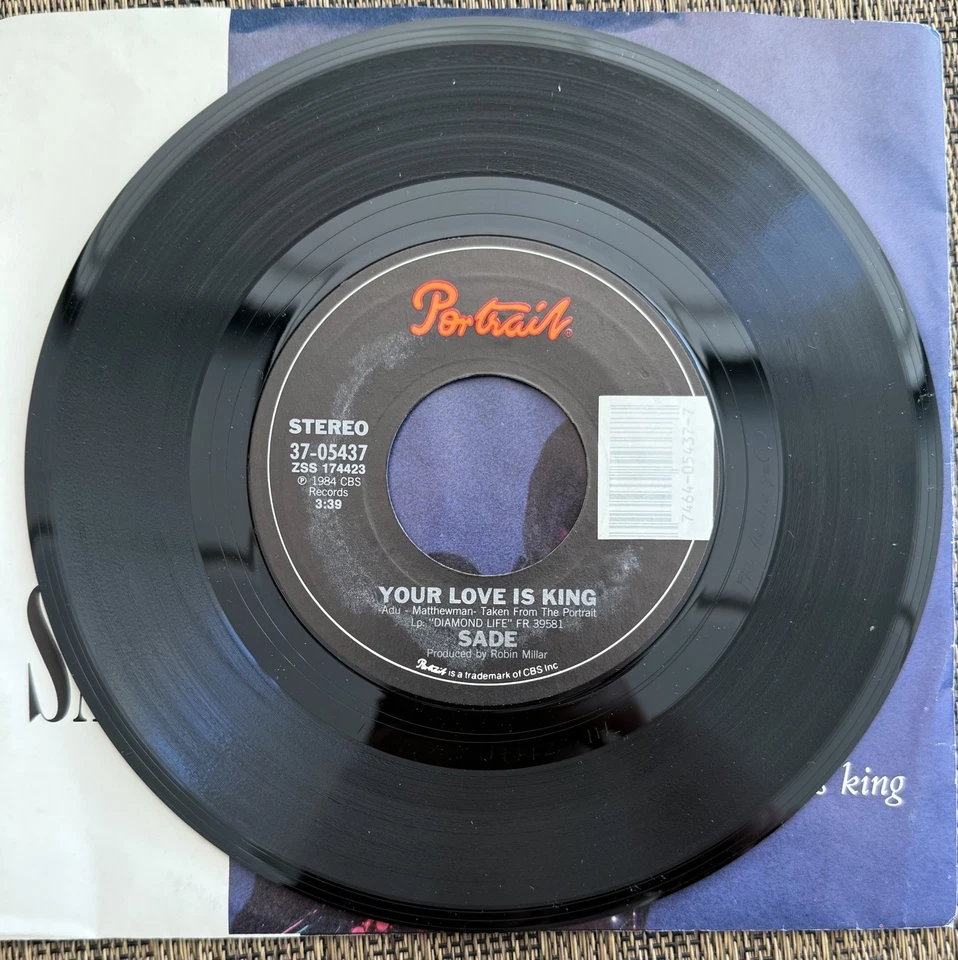 Portrait
STEREO
37-05437
ZSS 174423
℗ 1984 CBS
Records
3:39
7464-05437-7
YOUR LOVE IS KING
-Adu - Matthewman- Taken From The Portrait
Lp: "DIAMOND LIFE" FR 39581
SADE
Produced by Robin Millar
Portrait is a trademark of CBS Inc
king